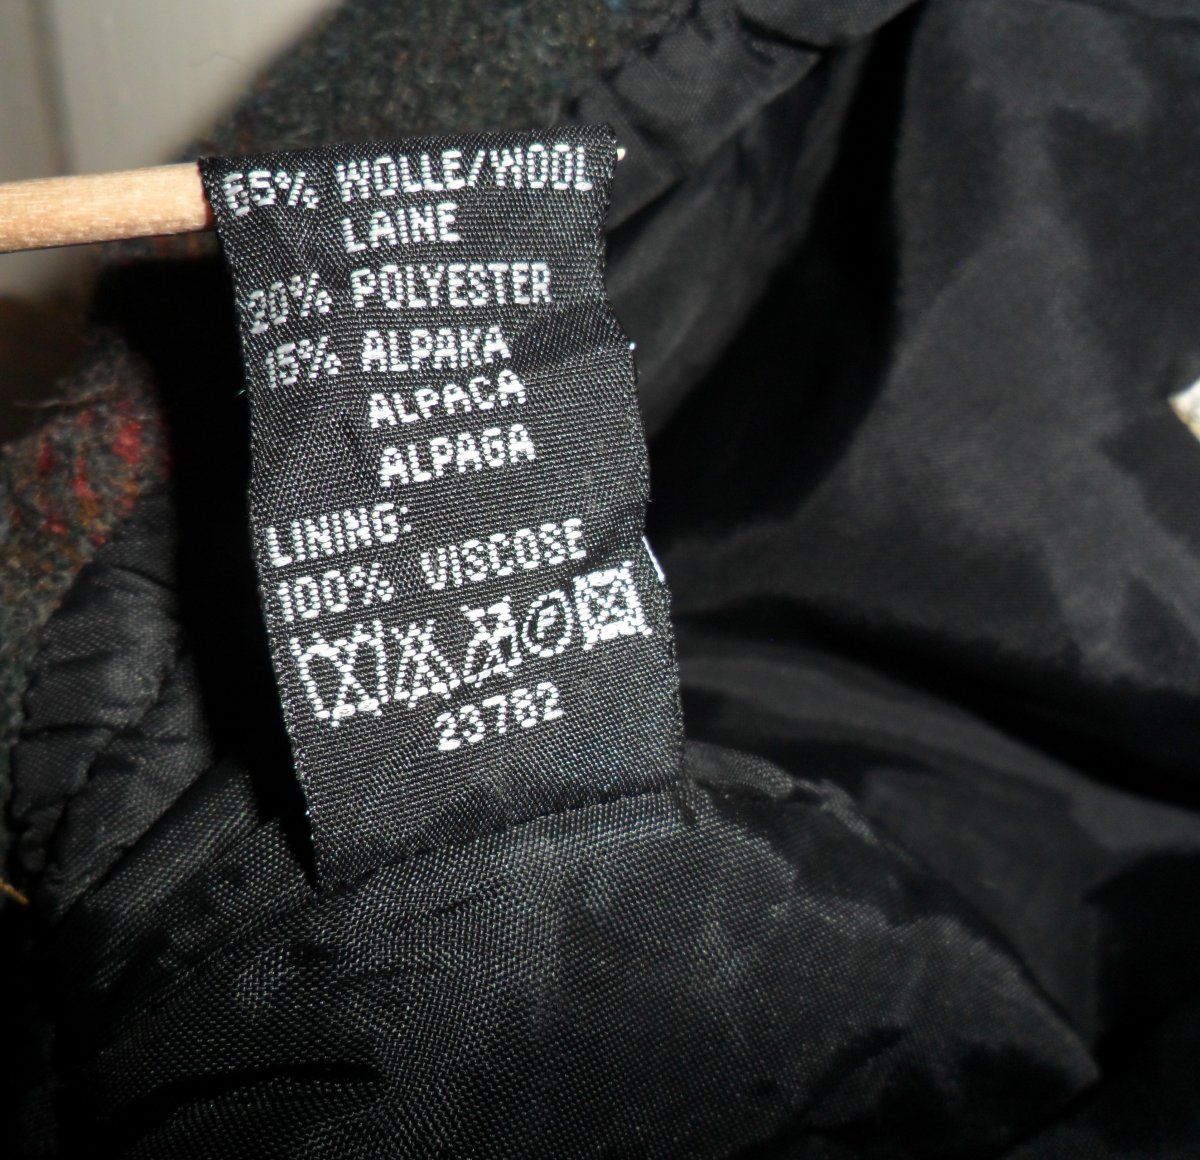 65% WOLLE/WOOL
LAINE
20% POLYESTER
15% ALPAKA
ALPACA
ALPAGA
LINING:
100% VISCOSE
P
23782